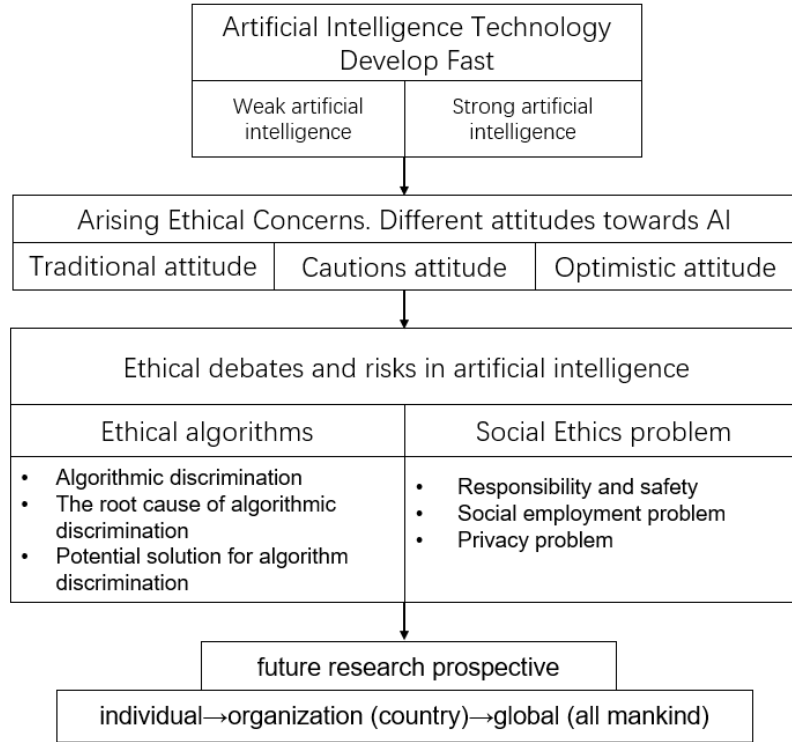 Artificial Intelligence Technology
Develop Fast
Weak artificial
intelligence
Strong artificial
intelligence
Arising Ethical Concerns. Different attitudes towards AI
Traditional attitude
Cautions attitude
Optimistic attitude
Ethical debates and risks in artificial intelligence
Ethical algorithms
• Algorithmic discrimination
• The root cause of algorithmic
discrimination
• Potential solution for algorithm
discrimination
Social Ethics problem
• Responsibility and safety
• Social employment problem
• Privacy problem
future research prospective
individual→organization (country)→global (all mankind)